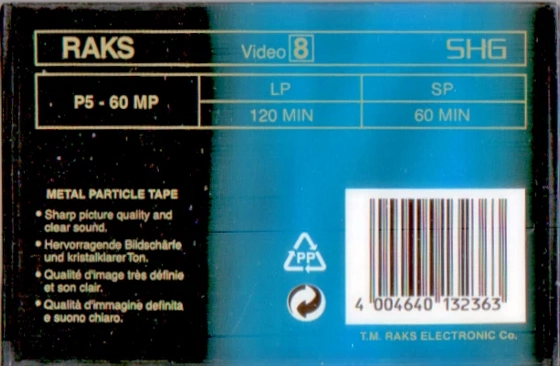 RAKS
Video 8
SHG
P5 - 60 MP
LP
SP
120 MIN
60 MIN
METAL PARTICLE TAPE
• Sharp picture quality and
clear sound.
• Hervorragende Bildschärfe
und kristalklarer Ton.
• Qualité d'image très définie
et son clair.
• Qualità d'immagine definita
e suono chiaro.
PP
4 004640 132363
T.M. RAKS ELECTRONIC Co.